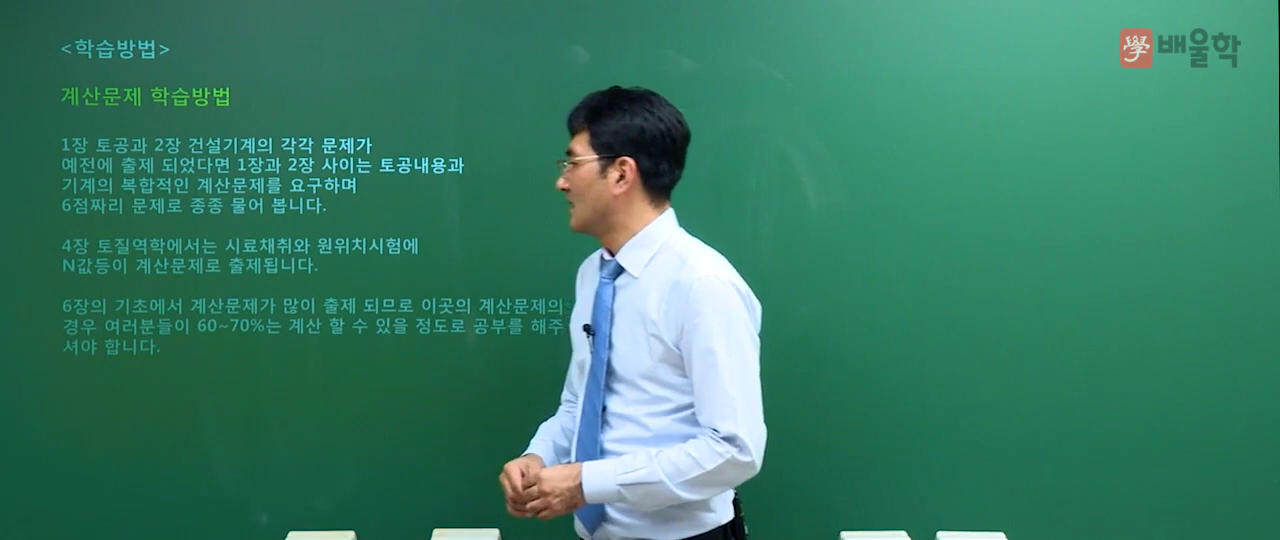 <학습방법>
學 배울학
계산문제 학습방법
1장 토공과 2장 건설기계의 각각 문제가
예전에 출제 되었다면 1장과 2장 사이는 토공내용과
기계의 복합적인 계산문제를 요구하며
6점짜리 문제로 종종 물어 봅니다.
4장 토질역학에서는 시료채취와 원위치시험에
N값등이 계산문제로 출제됩니다.
6장의 기초에서 계산문제가 많이 출제 되므로 이곳의 계산문제의
경우 여러분들이 60~70%는 계산 할 수 있을 정도로 공부를 해주
셔야 합니다.